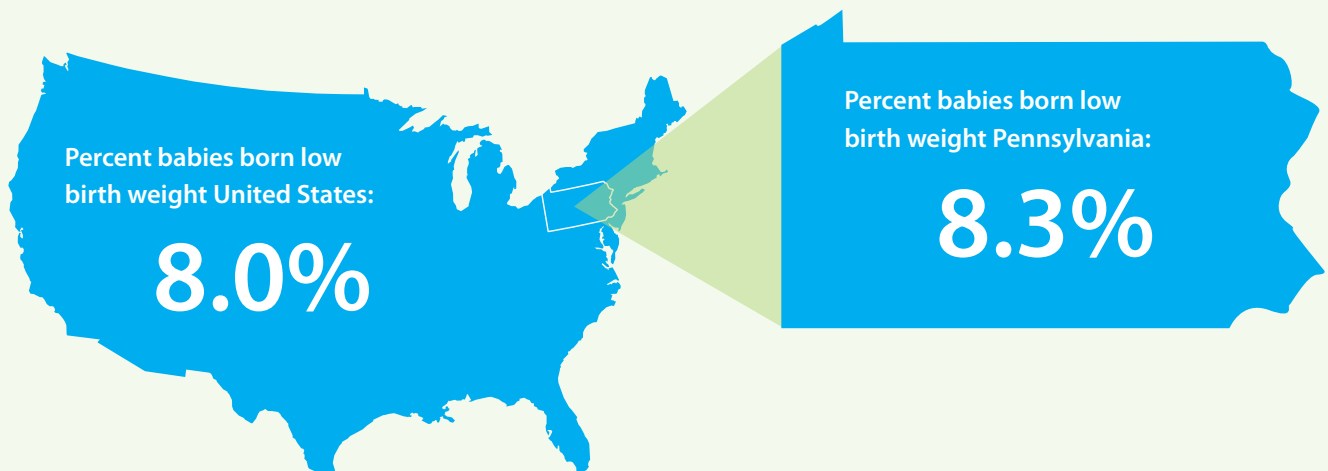 Percent babies born low
birth weight United States:
8.0%
Percent babies born low
birth weight Pennsylvania:
8.3%